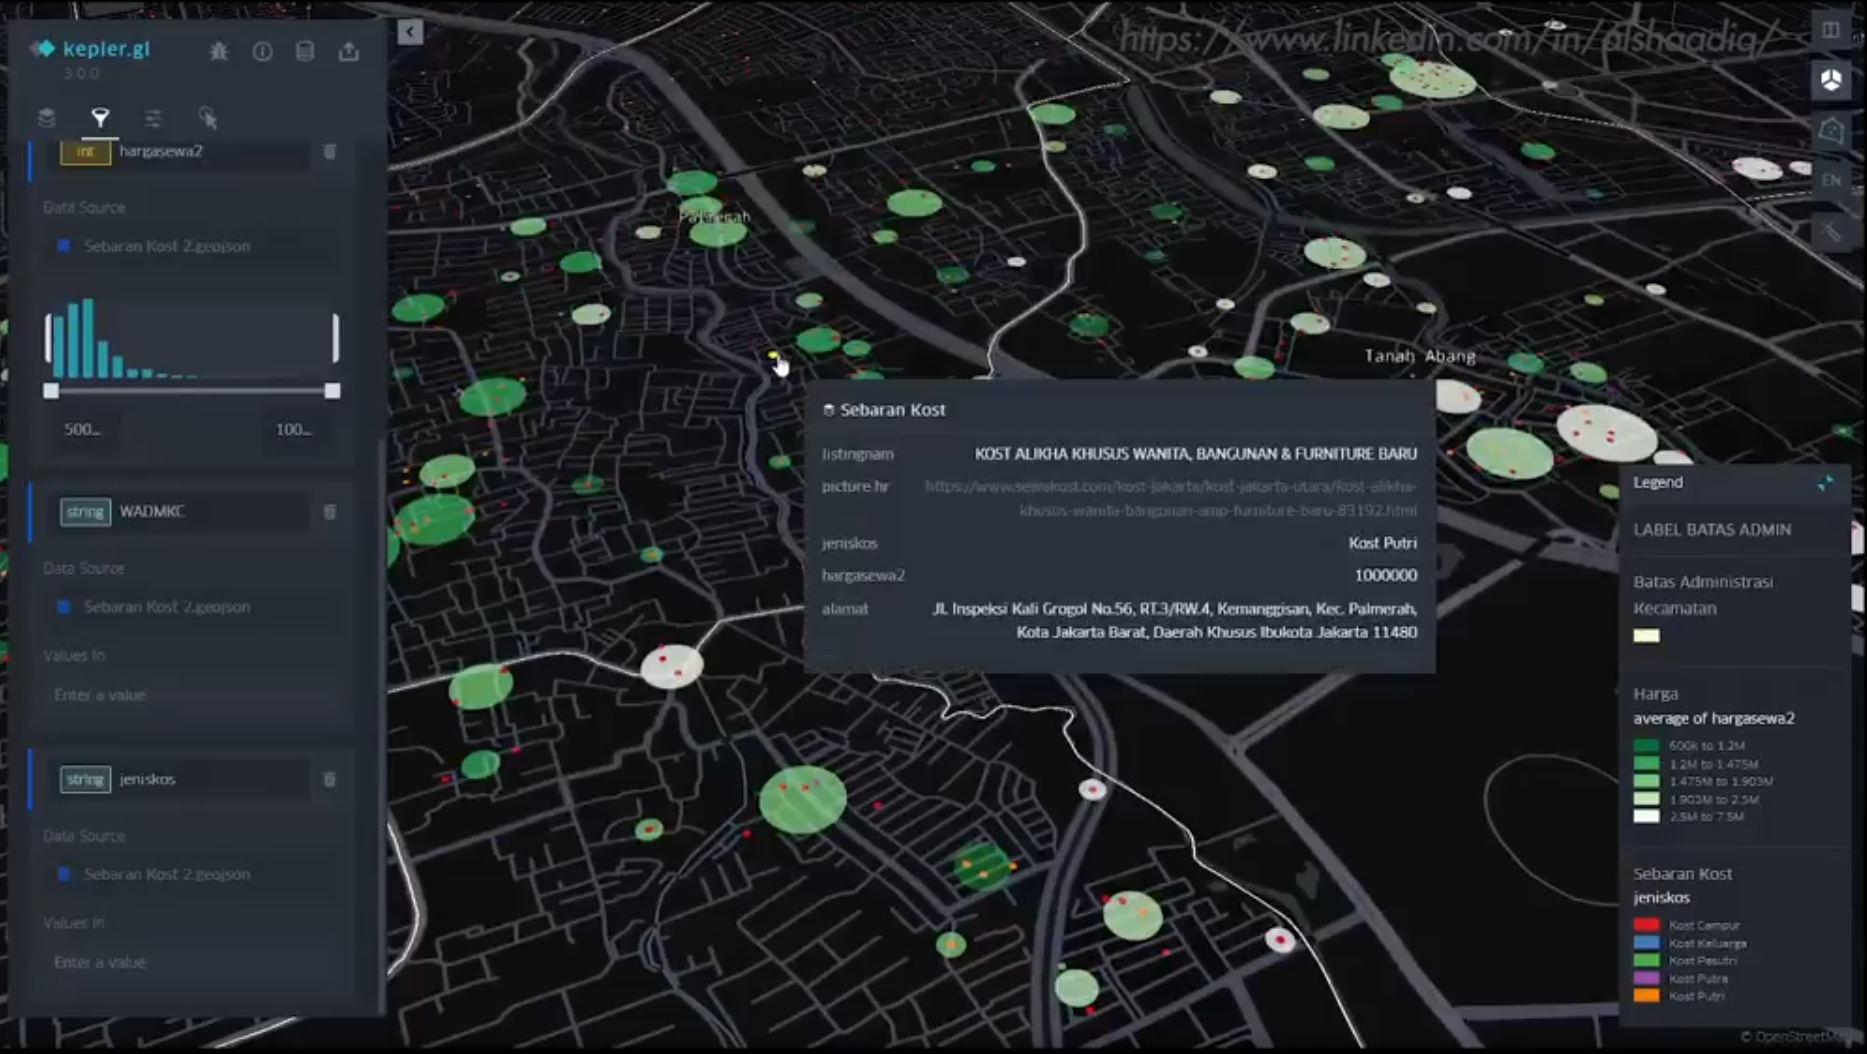 https://www.linkedin.com/in/alshaadiq/
kepler.gl
3.0.0
int hargasewa2
Data Source
Sebaran Kost 2.geojson
500...
100...
string WADMKC
Data Source
Sebaran Kost 2.geojson
Values In
Enter a value
string jeniskos
Data Source
Sebaran Kost 2.geojson
Values In
Enter a value
Palmerah
Tanah Abang
EN
Sebaran Kost
listingnam KOST ALIKHA KHUSUS WANITA, BANGUNAN & FURNITURE BARU
picture hr https://www.sewakost.com/kost-jakarta/kost-jakarta-utara/kost-alikha-
khusus-wanita-bangunan-amp-furniture-baru-83192.html
jeniskos Kost Putri
hargasewa2 1000000
alamat Jl. Inspeksi Kali Grogol No.56, RT.3/RW.4, Kemanggisan, Kec. Palmerah,
Kota Jakarta Barat, Daerah Khusus Ibukota Jakarta 11480
Legend
LABEL BATAS ADMIN
Batas Administrasi
Kecamatan
Harga
average of hargasewa2
600k to 1.2M
1.2M to 1.475M
1.475M to 1.903M
1.903M to 2.5M
2.5M to 7.5M
Sebaran Kost
jeniskos
Kost Campur
Kost Keluarga
Kost Pasutri
Kost Putra
Kost Putri
© OpenStreetMap